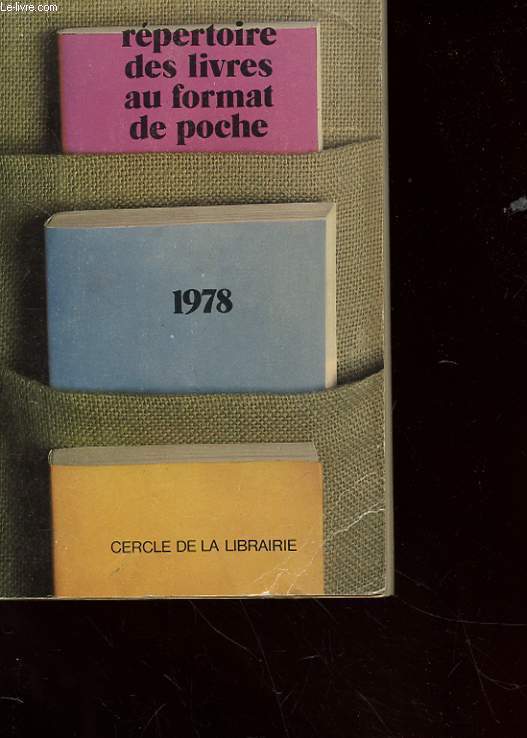 Le-livre.com
répertoire
des livres
au format
de poche
1978
CERCLE DE LA LIBRAIRIE